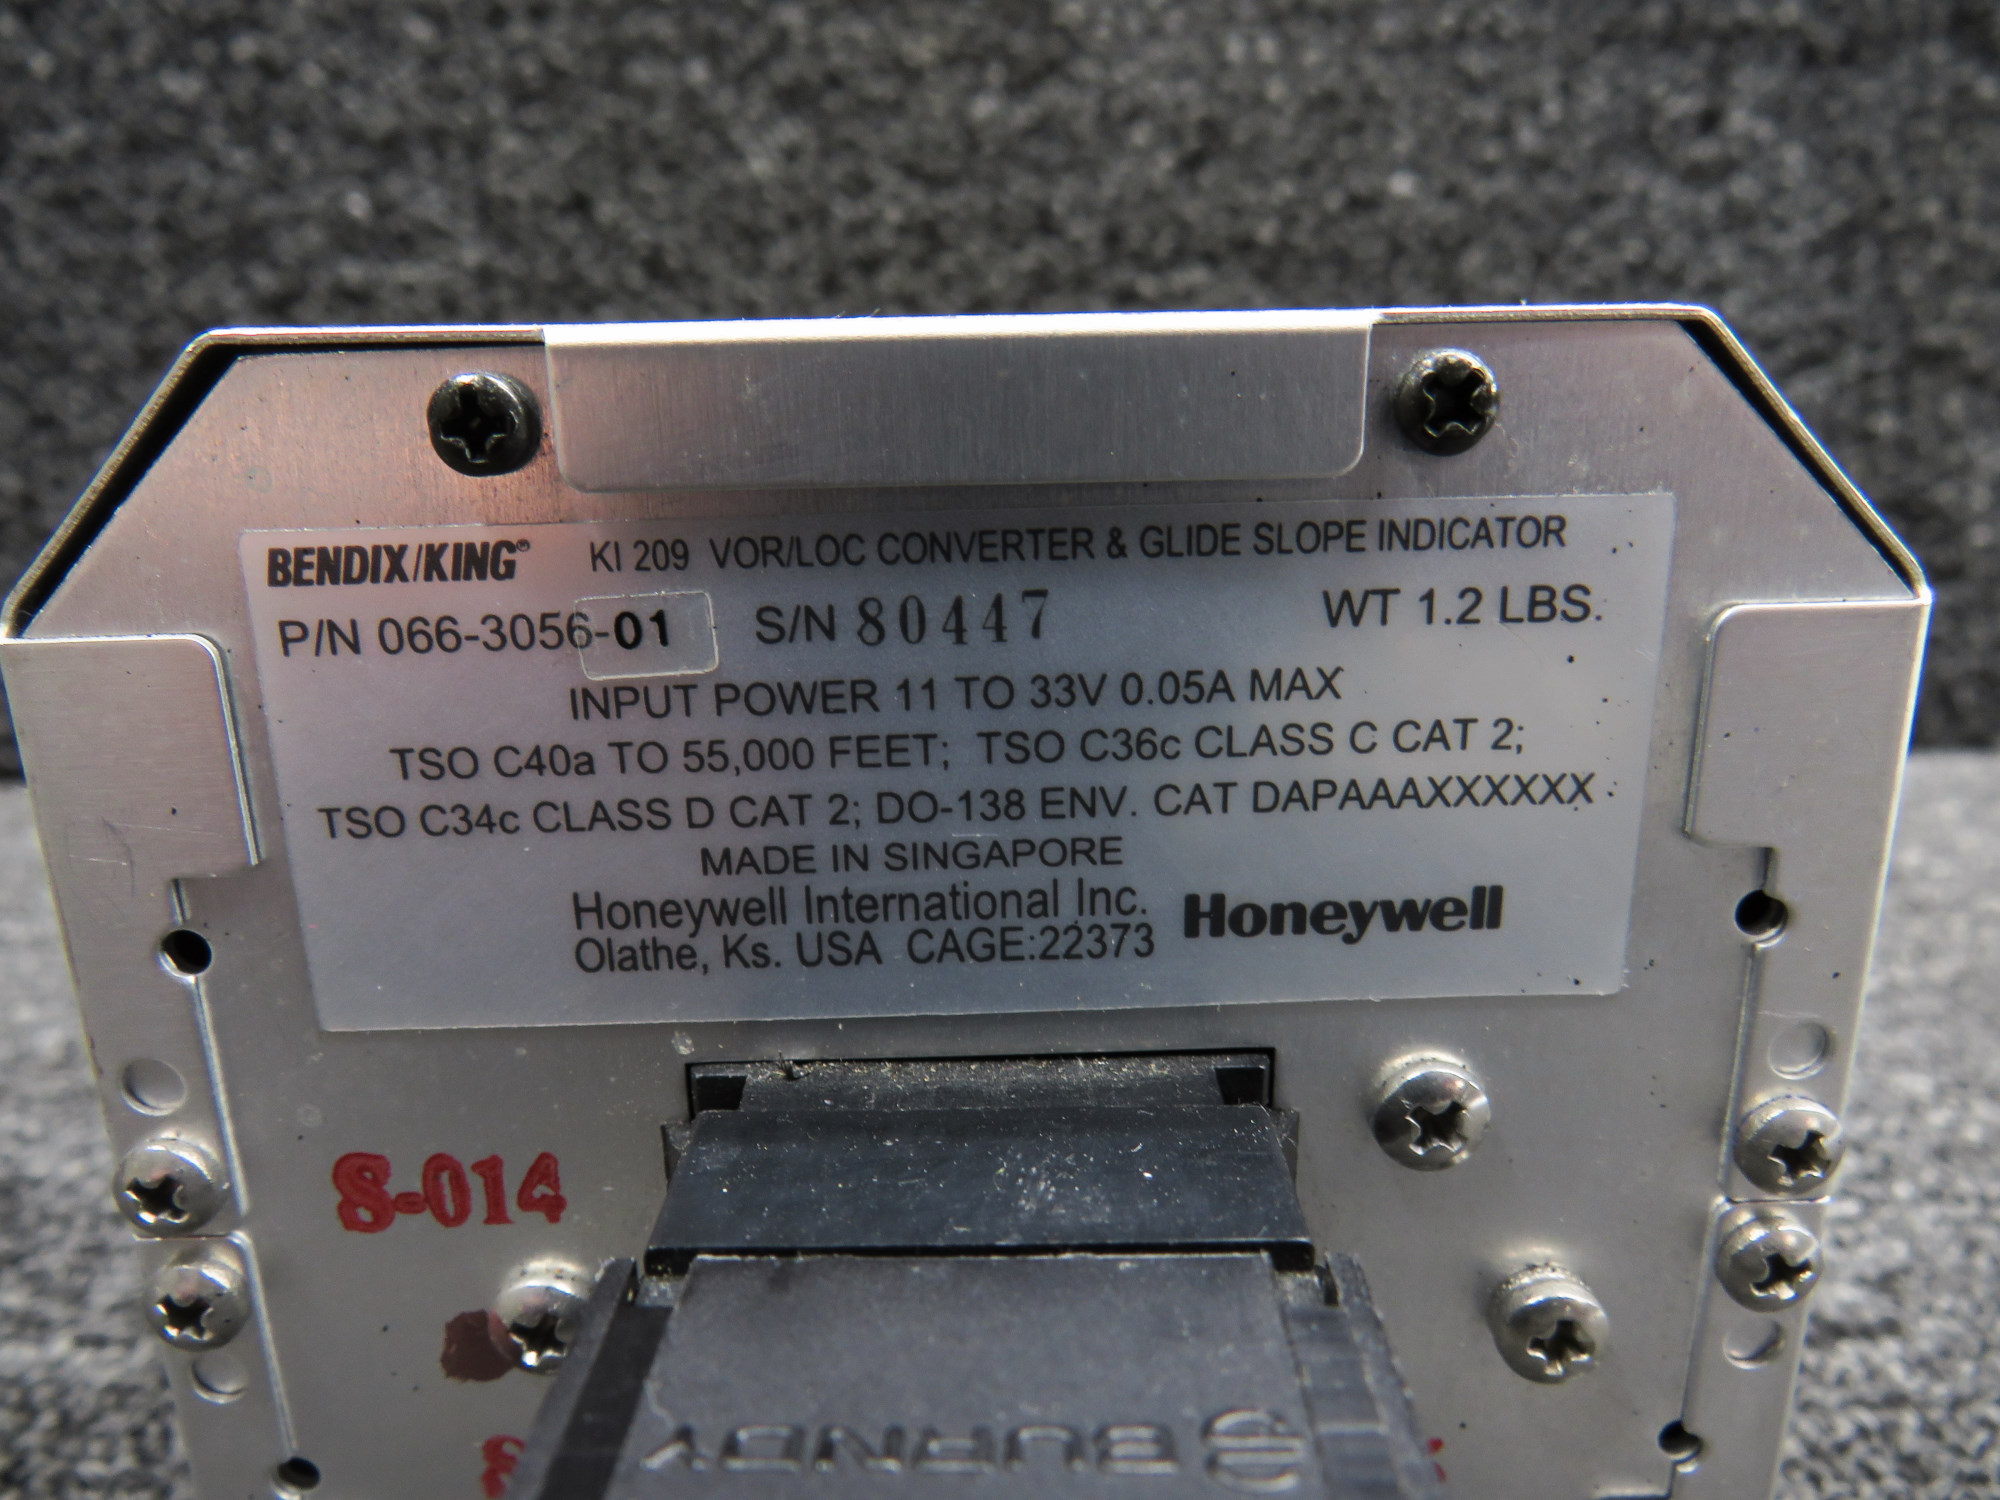 BENDIX/KING® KI 209 VOR/LOC CONVERTER & GLIDE SLOPE INDICATOR
P/N 066-3056-01 S/N 80447 WT 1.2 LBS.
INPUT POWER 11 TO 33V 0.05A MAX
TSO C40a TO 55,000 FEET; TSO C36c CLASS C CAT 2;
TSO C34c CLASS D CAT 2; DO-138 ENV. CAT DAPAAAXXXXXX
MADE IN SINGAPORE
Honeywell International Inc. Honeywell
Olathe, Ks. USA CAGE:22373
S-014
BURNDY